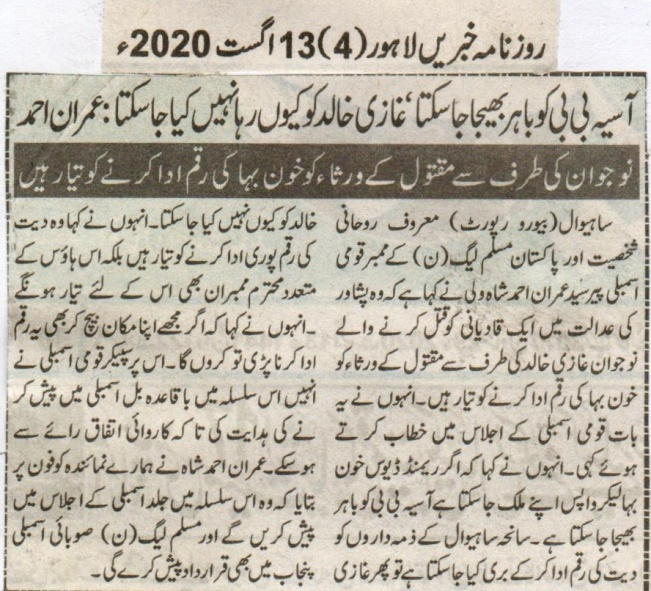 روزنامہ خبریں لاہور (4) 13 اگست 2020ء
آسیہ بی بی کو باہر بھیجا جاسکتا‘ غازی خالد کو کیوں رہا نہیں کیا جاسکتا: عمران احمد
نوجوان کی طرف سے مقتول کے ورثاء کو خون بہا کی رقم ادا کرنے کو تیار ہیں
ساہیوال (بیورو رپورٹ) معروف روحانی
شخصیت اور پاکستان مسلم لیگ (ن) کے ممبر قومی
اسمبلی پیر سید عمران احمد شاہ ولی نے کہا ہے کہ وہ پشاور
کی عدالت میں ایک قادیانی کو قتل کرنے والے
نوجوان غازی خالد کی طرف سے مقتول کے ورثاء کو
خون بہا کی رقم ادا کرنے کو تیار ہیں۔ انہوں نے یہ
بات قومی اسمبلی کے اجلاس میں خطاب کرتے
ہوئے کہی۔ انہوں نے کہا کہ اگر ریمنڈ ڈیوس خون
بہا لیکر واپس اپنے ملک جاسکتا ہے آسیہ بی بی کو باہر
بھیجا جاسکتا ہے۔ سانحہ ساہیوال کے ذمہ داروں کو
دیت کی رقم ادا کر کے بری کیا جاسکتا ہے تو پھر غازی
خالد کو کیوں نہیں کیا جاسکتا۔ انہوں نے کہا وہ دیت
کی رقم پوری ادا کرنے کو تیار ہیں بلکہ اس ہاؤس کے
متعدد محترم ممبران بھی اس کے لئے تیار ہونگے
۔ انہوں نے کہا کہ اگر مجھے اپنا مکان بیچ کر بھی یہ رقم
ادا کرنا پڑی تو کروں گا۔ اس پر سپیکر قومی اسمبلی نے
انہیں اس سلسلہ میں باقاعدہ بل اسمبلی میں پیش کر
نے کی ہدایت کی تاکہ کاروائی اتفاق رائے سے
ہوسکے۔ عمران احمد شاہ نے ہمارے نمائندہ کو فون پر
بتایا کہ وہ اس سلسلہ میں جلد اسمبلی کے اجلاس میں
پیش کریں گے اور مسلم لیگ (ن) صوبائی اسمبلی
پنجاب میں بھی قرارداد پیش کرے گی۔